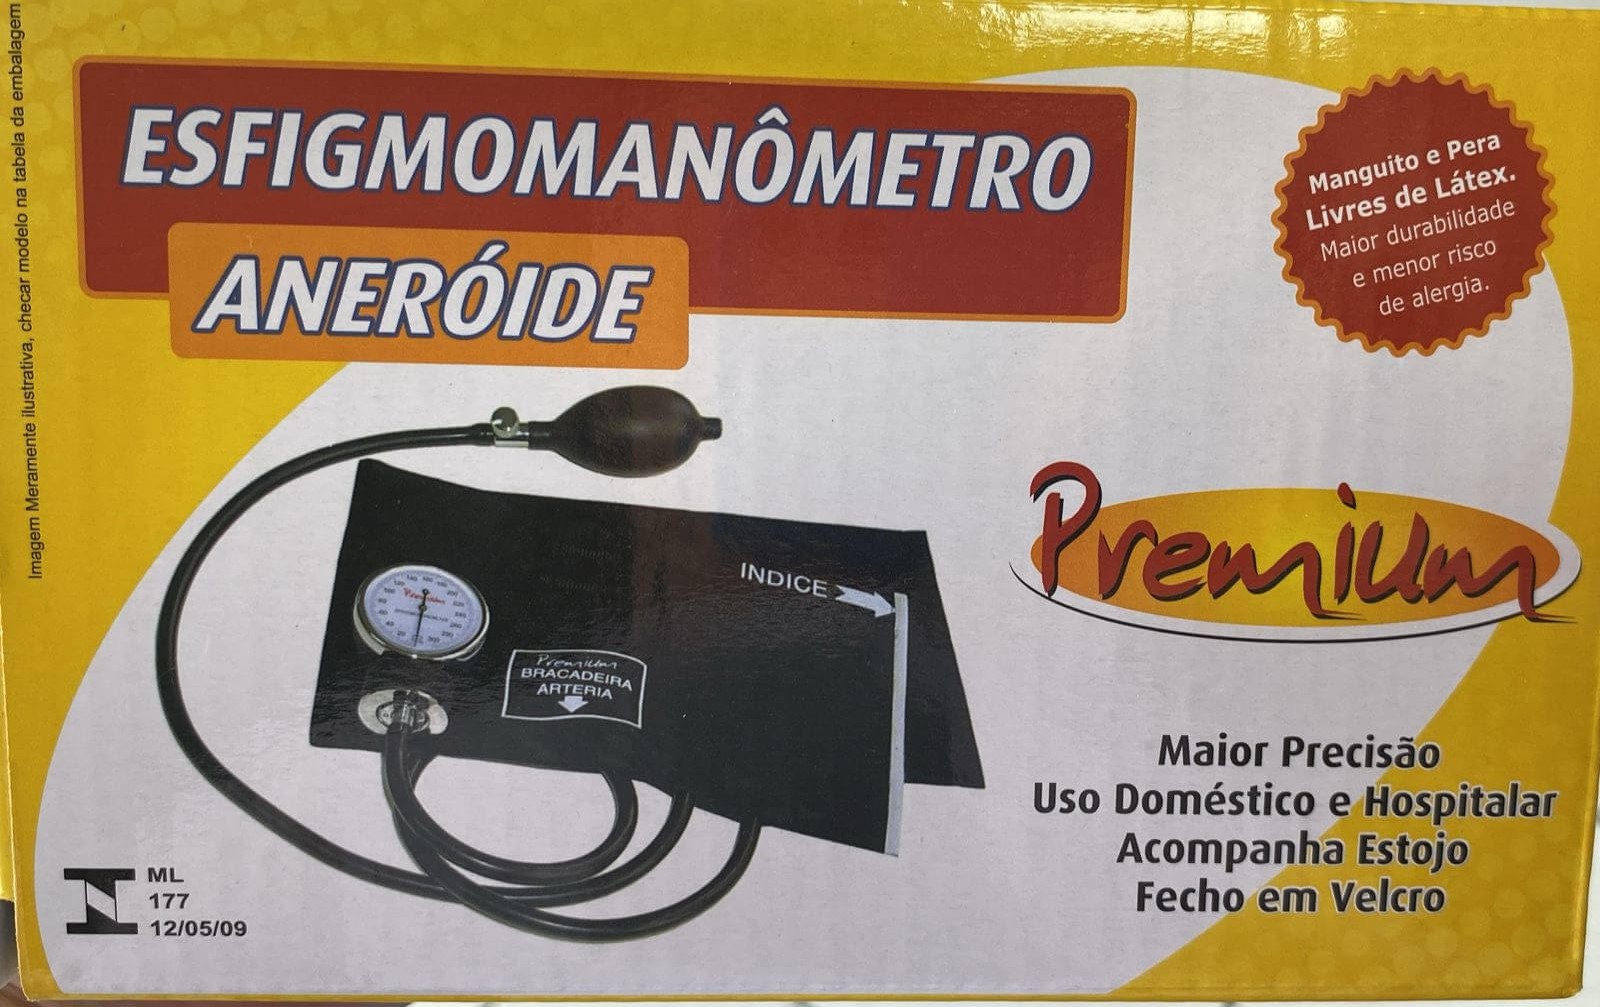 Imagem Meramente ilustrativa, checar modelo na tabela da embalagem
ESFIGMOMANÔMETRO
ANERÓIDE
Manguito e Pera
Livres de Látex.
Maior durabilidade
e menor risco
de alergia.
INDICE
Premium
Premium
BRACADEIRA
ARTERIA
Premium
Maior Precisão
Uso Doméstico e Hospitalar
Acompanha Estojo
Fecho em Velcro
ML
177
12/05/09